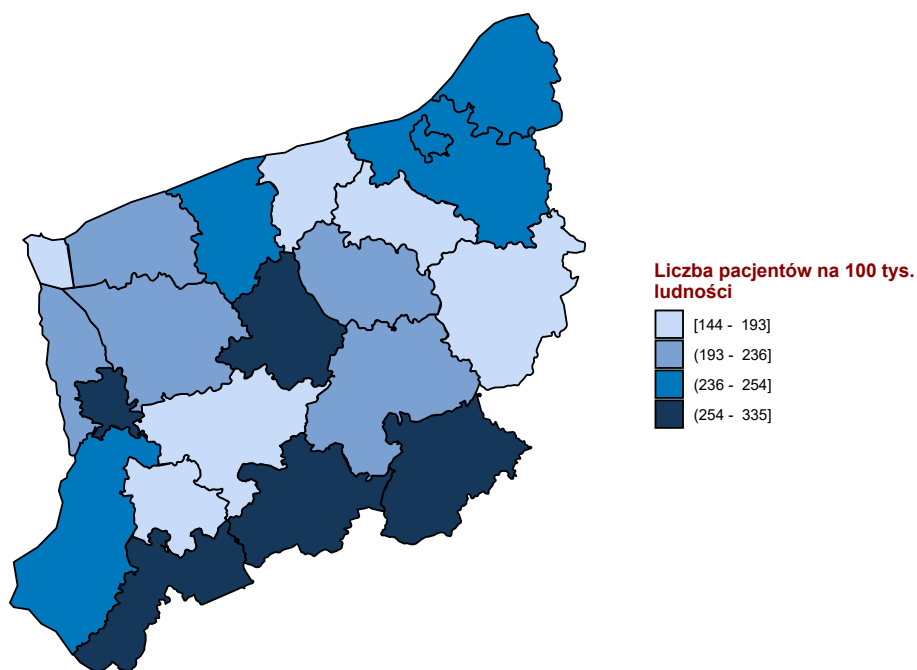 Liczba pacjentów na 100 tys.
ludności
[144 - 193]
(193 - 236]
(236 - 254]
(254 - 335]